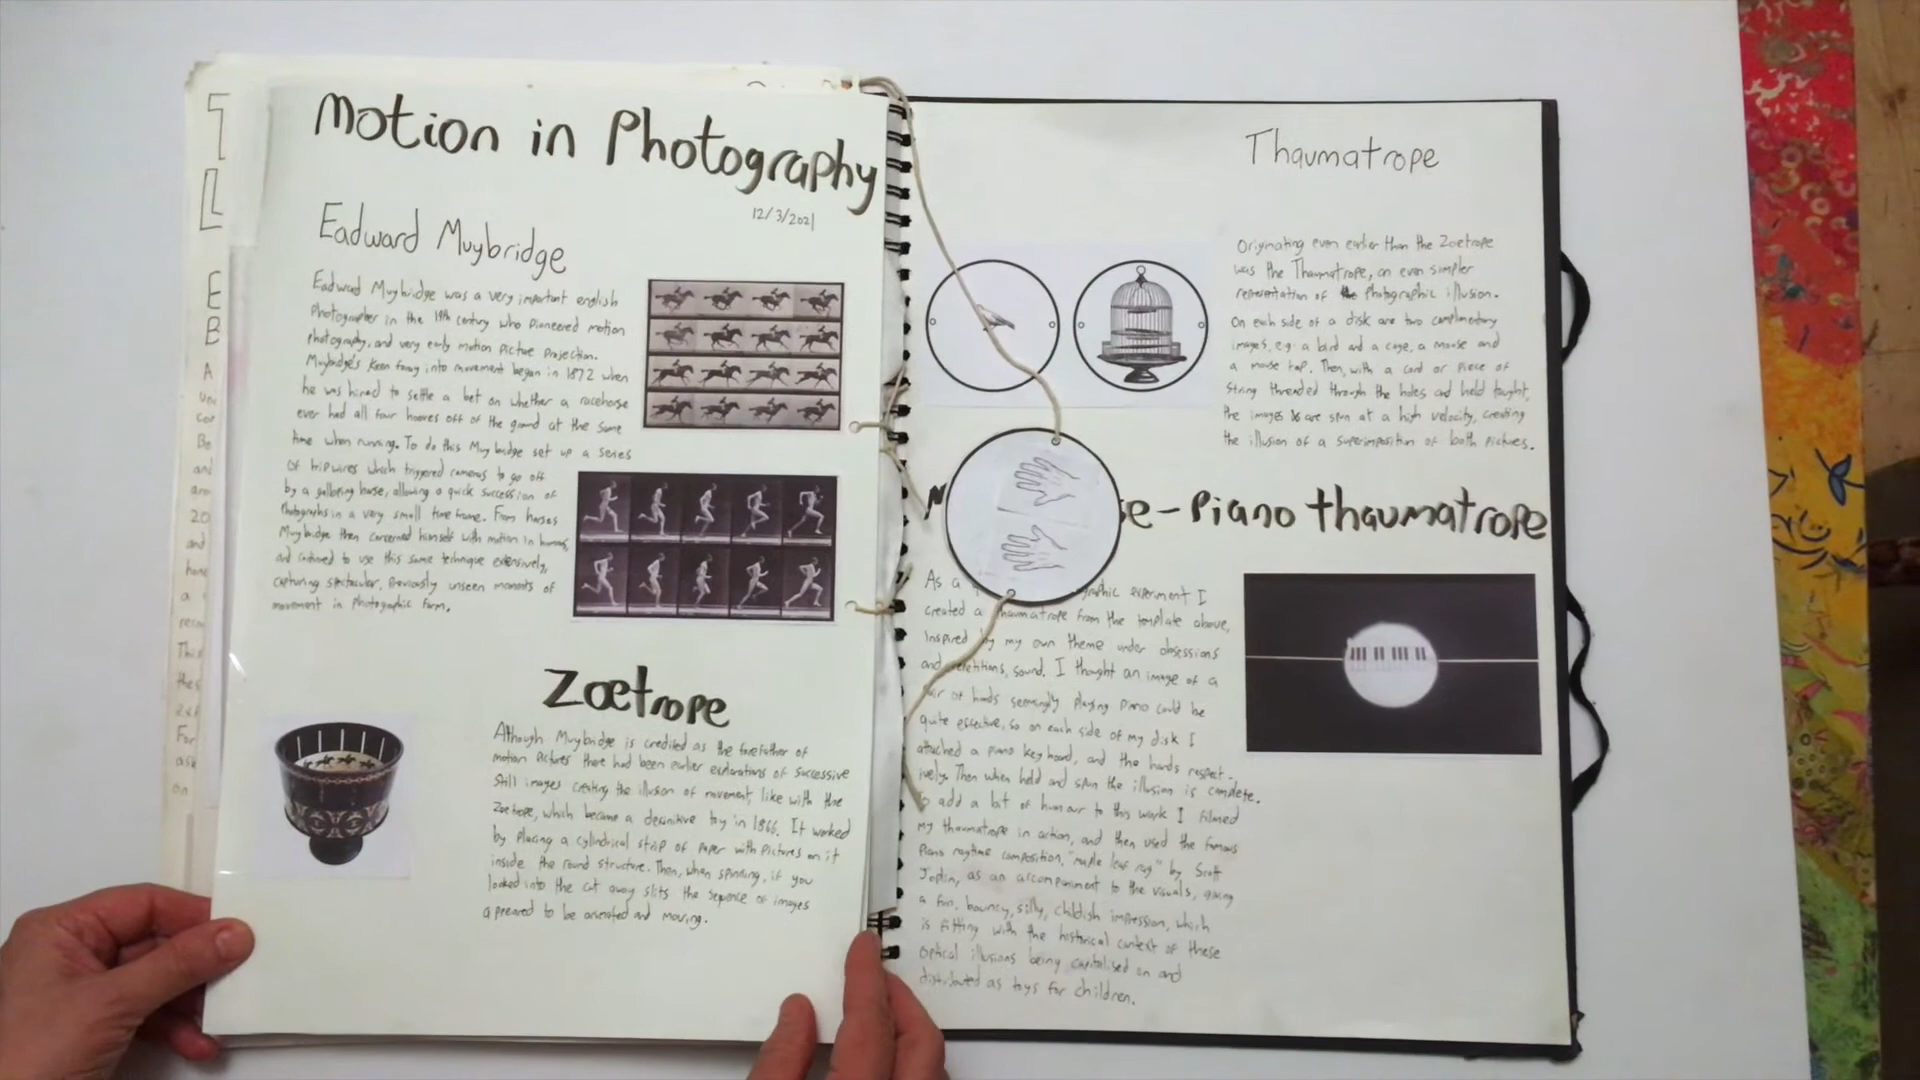 Motion in Photography
12/3/2021
Eadward Muybridge
Eadward Muybridge was a very important english
Photographer in the 19th century who pioneered motion
photography, and very early motion picture projection.
Muybridge's keen foray into movement began in 1872 when
he was hired to settle a bet on whether a racehorse
ever had all four hooves off of the ground at the same
time when running. To do this Muybridge set up a series
of tripwires which triggered cameras to go off
by a galloping horse, allowing a quick succession of
Photographs in a very small time frame. From horses
Muybridge then concerned himself with motion in humans,
and continued to use this same technique extensively,
capturing spectacular, previously unseen moments of
movement in photographic form.
Zoetrope
Although Muybridge is credited as the forefather of
motion pictures there had been earlier explorations of successive
still images creating the illusion of movement, like with the
Zoetrope, which became a definitive toy in 1866. It worked
by placing a cylindrical strip of paper with pictures on it
inside the round structure. Then, when spinning, if you
looked into the cut away slits the sequence of images
appeared to be animated and moving.
T
L
E
B
A
and
20
and
a
This
For
ask
on
Thaumatrope
Originating even earlier than the Zoetrope
was the Thaumatrope, an even simpler
representation of the photographic illusion.
On each side of a disk are two complimentary
images, e.g. a bird and a cage, a mouse and
a mouse trap. Then, with a cord or piece of
string threaded through the holes and held taught,
the images are spun at a high velocity, creating
the illusion of a superimposition of both pictures.
e-Piano thaumatrope
As a graphic experiment I
created a thaumatrope from the template above,
inspired by my own theme under obsessions
and repetitions, sound. I thought an image of a
pair of hands seemingly playing piano could be
quite effective, so on each side of my disk I
attached a piano keyboard, and the hands respect-
ively. Then when held and spun the illusion is complete.
To add a bit of humour to this work I filmed
my thaumatrope in action, and then used the famous
Piano ragtime composition, "maple leaf rag" by Scott
Joplin, as an accompaniment to the visuals, giving
a fun, bouncy, silly, childish impression, which
is fitting with the historical context of these
optical illusions being capitalised on and
distributed as toys for children.